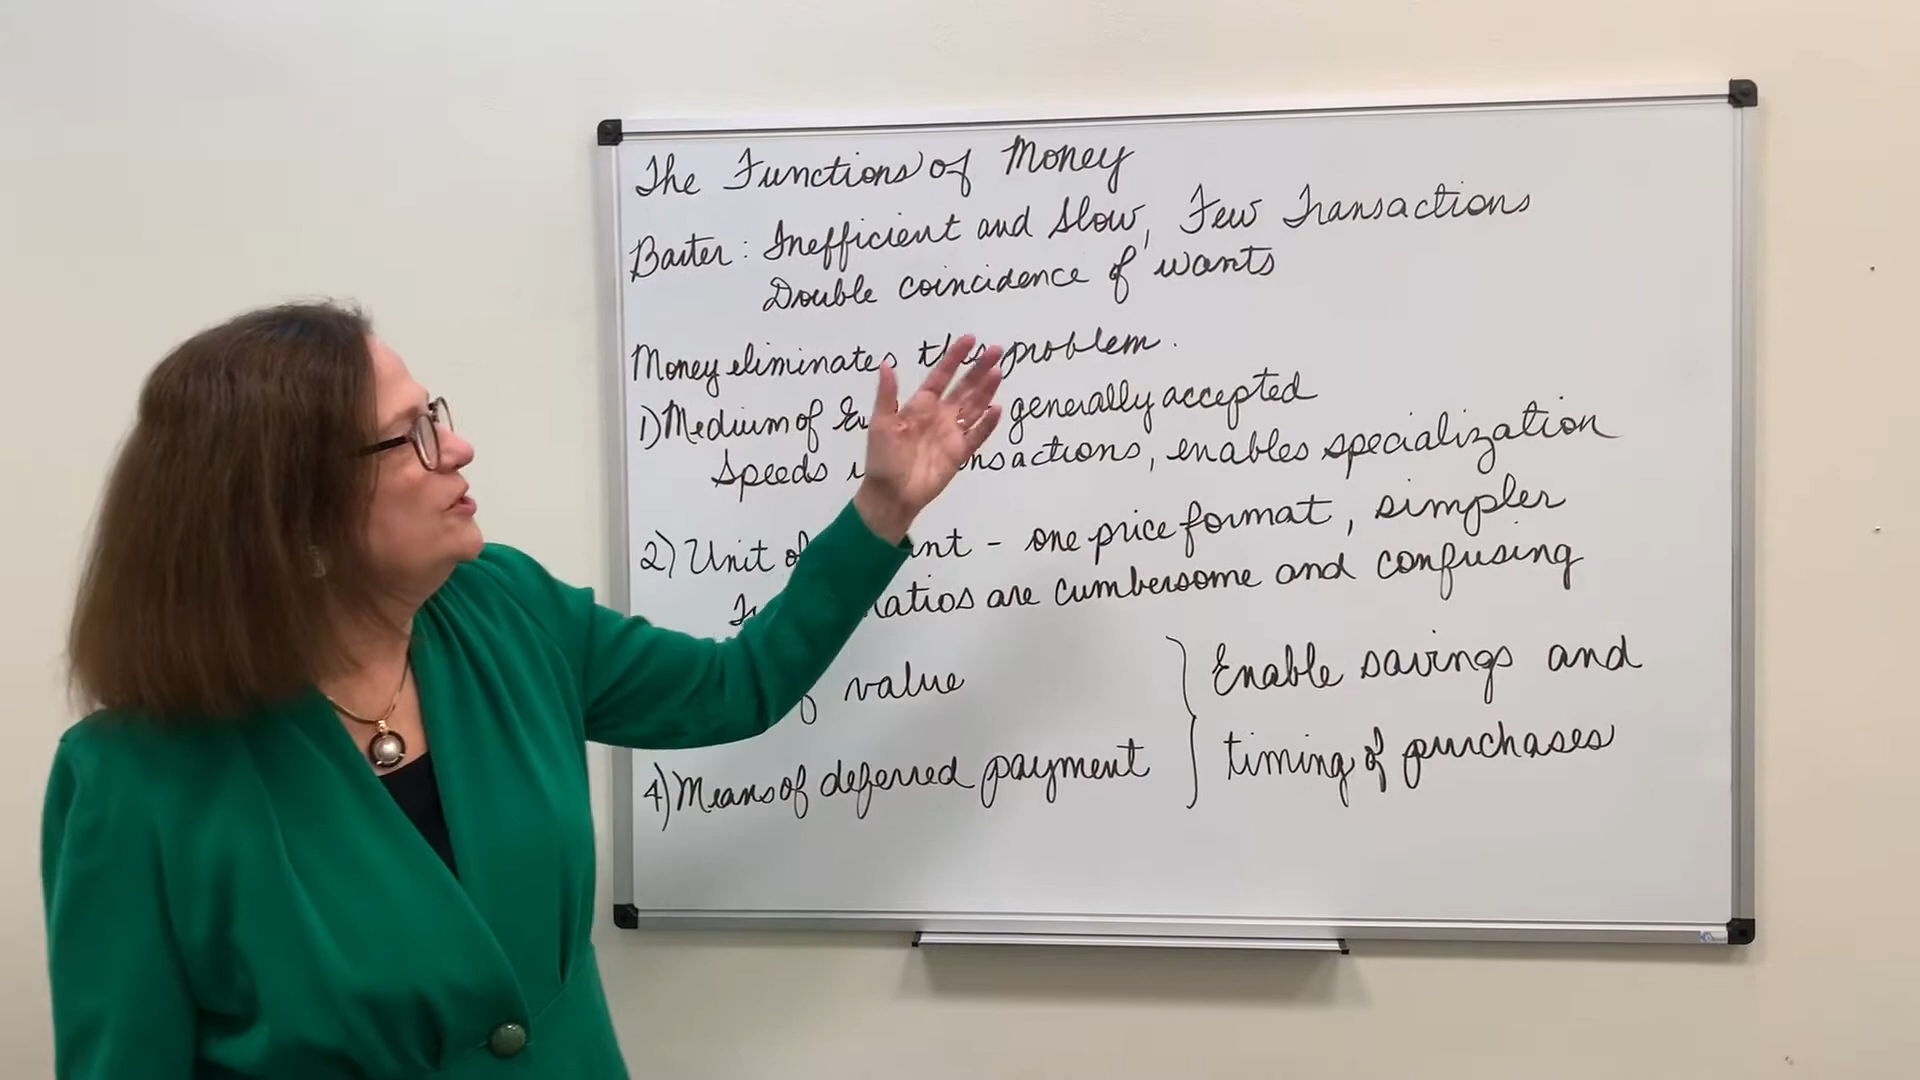 The Functions of Money
Barter: Inefficient and Slow, Few Transactions
Double coincidence of wants
Money eliminates this problem.
1) Medium of generally accepted
Speeds transactions, enables specialization
2) Unit of - one price format, simpler
ratios are cumbersome and confusing
of value
4) Means of deferred payment
Enable savings and
timing of purchases